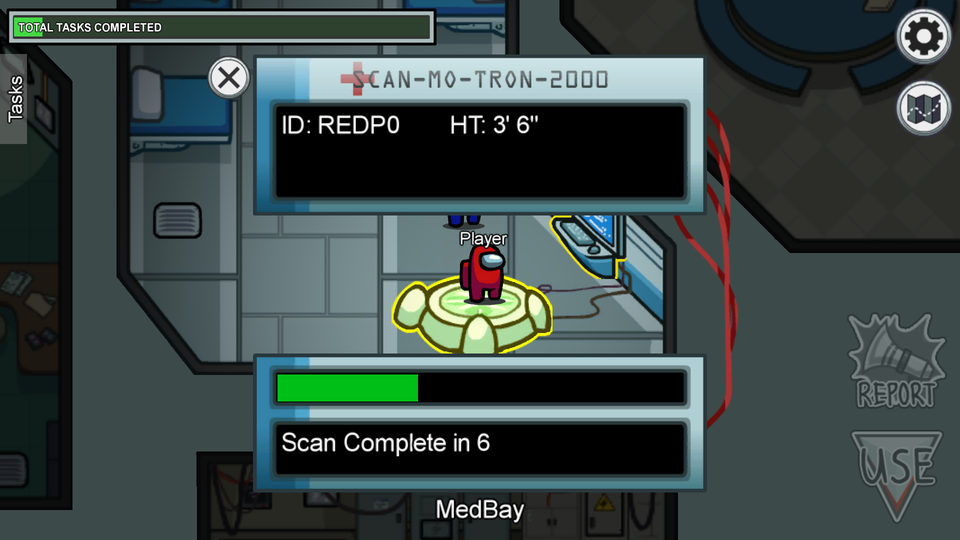 TOTAL TASKS COMPLETED
Tasks
SCAN-MO-TRON-2000
ID: REDP0 HT: 3' 6"
Player
REPORT
Scan Complete in 6
USE
MedBay